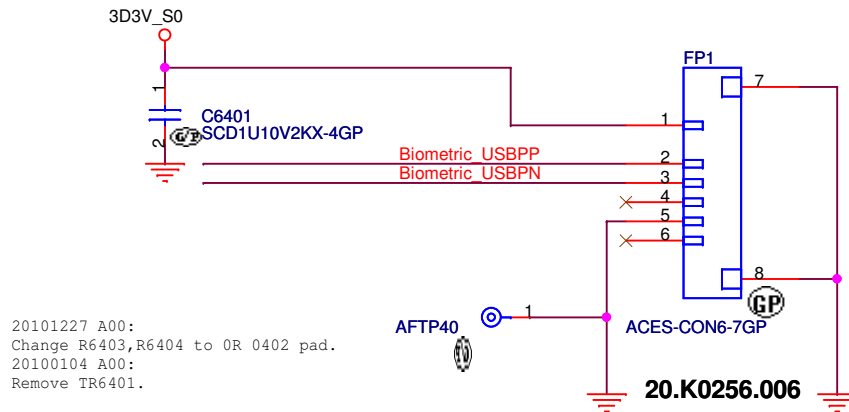 3D3V_S0
1
2
C6401
SCD1U10V2KX-4GP
G/P
Biometric_USBPP
Biometric_USBPN
FP1
1
2
3
4
5
6
7
8
GP
ACES-CON6-7GP
AFTP40
1
20.K0256.006
20101227 A00:
Change R6403,R6404 to 0R 0402 pad.
20100104 A00:
Remove TR6401.